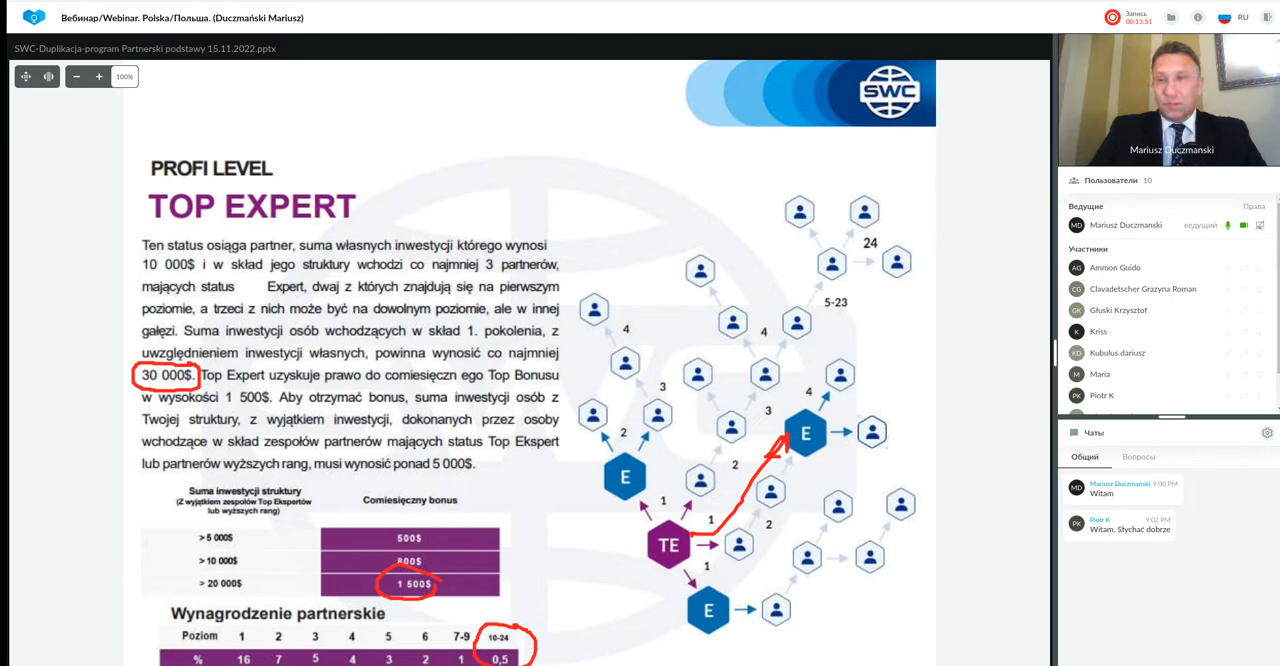 Вебинар/Webinar. Polska/Польша. (Duczmański Mariusz)
Запись
00:13:51
RU
SWC-Duplikacja-program Partnerski podstawy 15.11.2022.pptx
100%
SWC
PROFI LEVEL
TOP EXPERT
Ten status osiąga partner, suma własnych inwestycji którego wynosi
10 000$ i w skład jego struktury wchodzi co najmniej 3 partnerów,
mających status Expert, dwaj z których znajdują się na pierwszym
poziomie, a trzeci z nich może być na dowolnym poziomie, ale w innej
gałęzi. Suma inwestycji osób wchodzących w skład 1. pokolenia, z
uwzględnieniem inwestycji własnych, powinna wynosić co najmniej
30 000$. Top Expert uzyskuje prawo do comiesięczn ego Top Bonusu
w wysokości 1 500$. Aby otrzymać bonus, suma inwestycji osób z
Twojej struktury, z wyjątkiem inwestycji, dokonanych przez osoby
wchodzące w skład zespołów partnerów mających status Top Ekspert
lub partnerów wyższych rang, musi wynosić ponad 5 000$.
Suma inwestycji struktury
(Z wyjątkiem zespołów Top Ekspertów
lub wyższych rang)
Comiesięczny bonus
> 5 000$ 500$
> 10 000$ 800$
> 20 000$ 1 500$
Wynagrodzenie partnerskie
Poziom 1 2 3 4 5 6 7-9 10-24
% 16 7 5 4 3 2 1 0,5
24
5-23
4
4
3
4
3
E
2
E
2
1
1
2
TE
1
E
Mariusz Duczmanski
Пользователи 10
Ведущие Права
MD Mariusz Duczmanski ведущий
Участники
AG Ammon Guido
CG Clavadetscher Grazyna Roman
GK Głuski Krzysztof
K Kriss
KD Kubulus dariusz
M Maria
PK Piotr K
Чаты
Общий Вопросы
MD Mariusz Duczmanski 9:00 PM
Witam
PK Piotr K 9:02 PM
Witam. Słychać dobrze